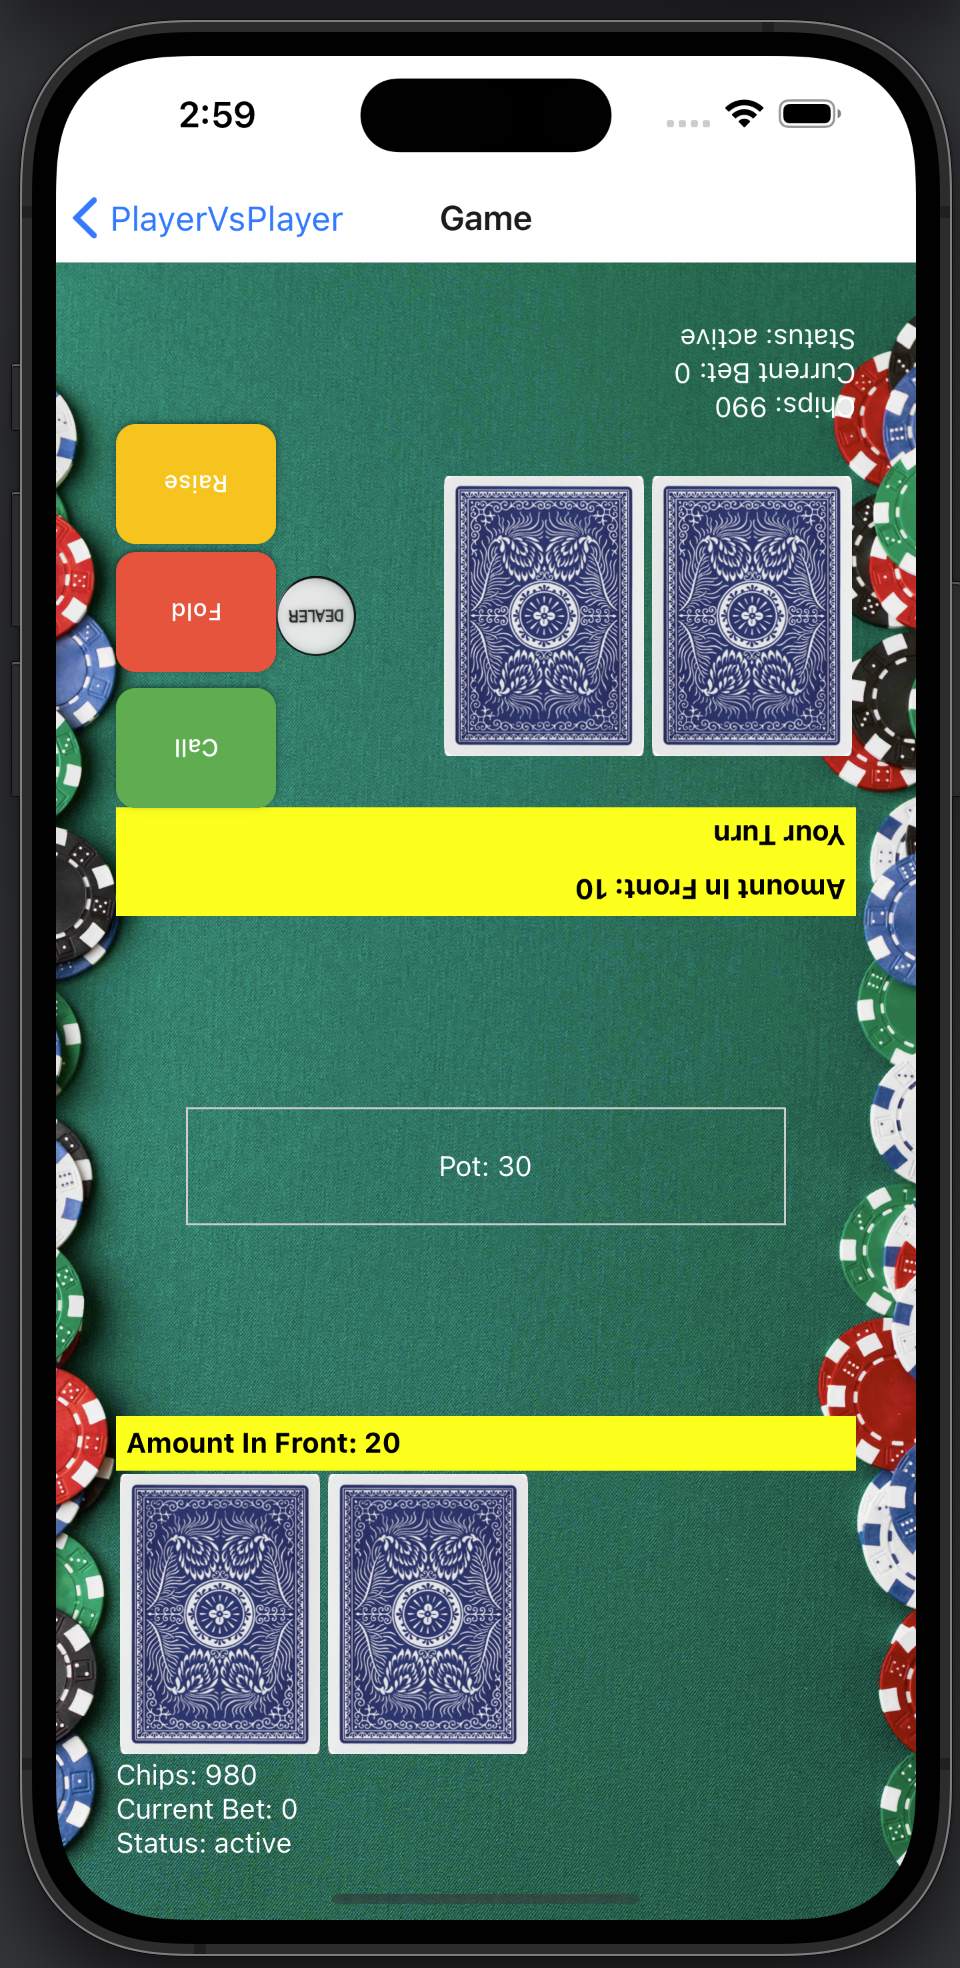 2:59
PlayerVsPlayer
Game
Status: active
Current Bet: 0
Chips: 990
Raise
Fold
DEALER
Call
Your Turn
Amount In Front: 10
Pot: 30
Amount In Front: 20
Chips: 980
Current Bet: 0
Status: active